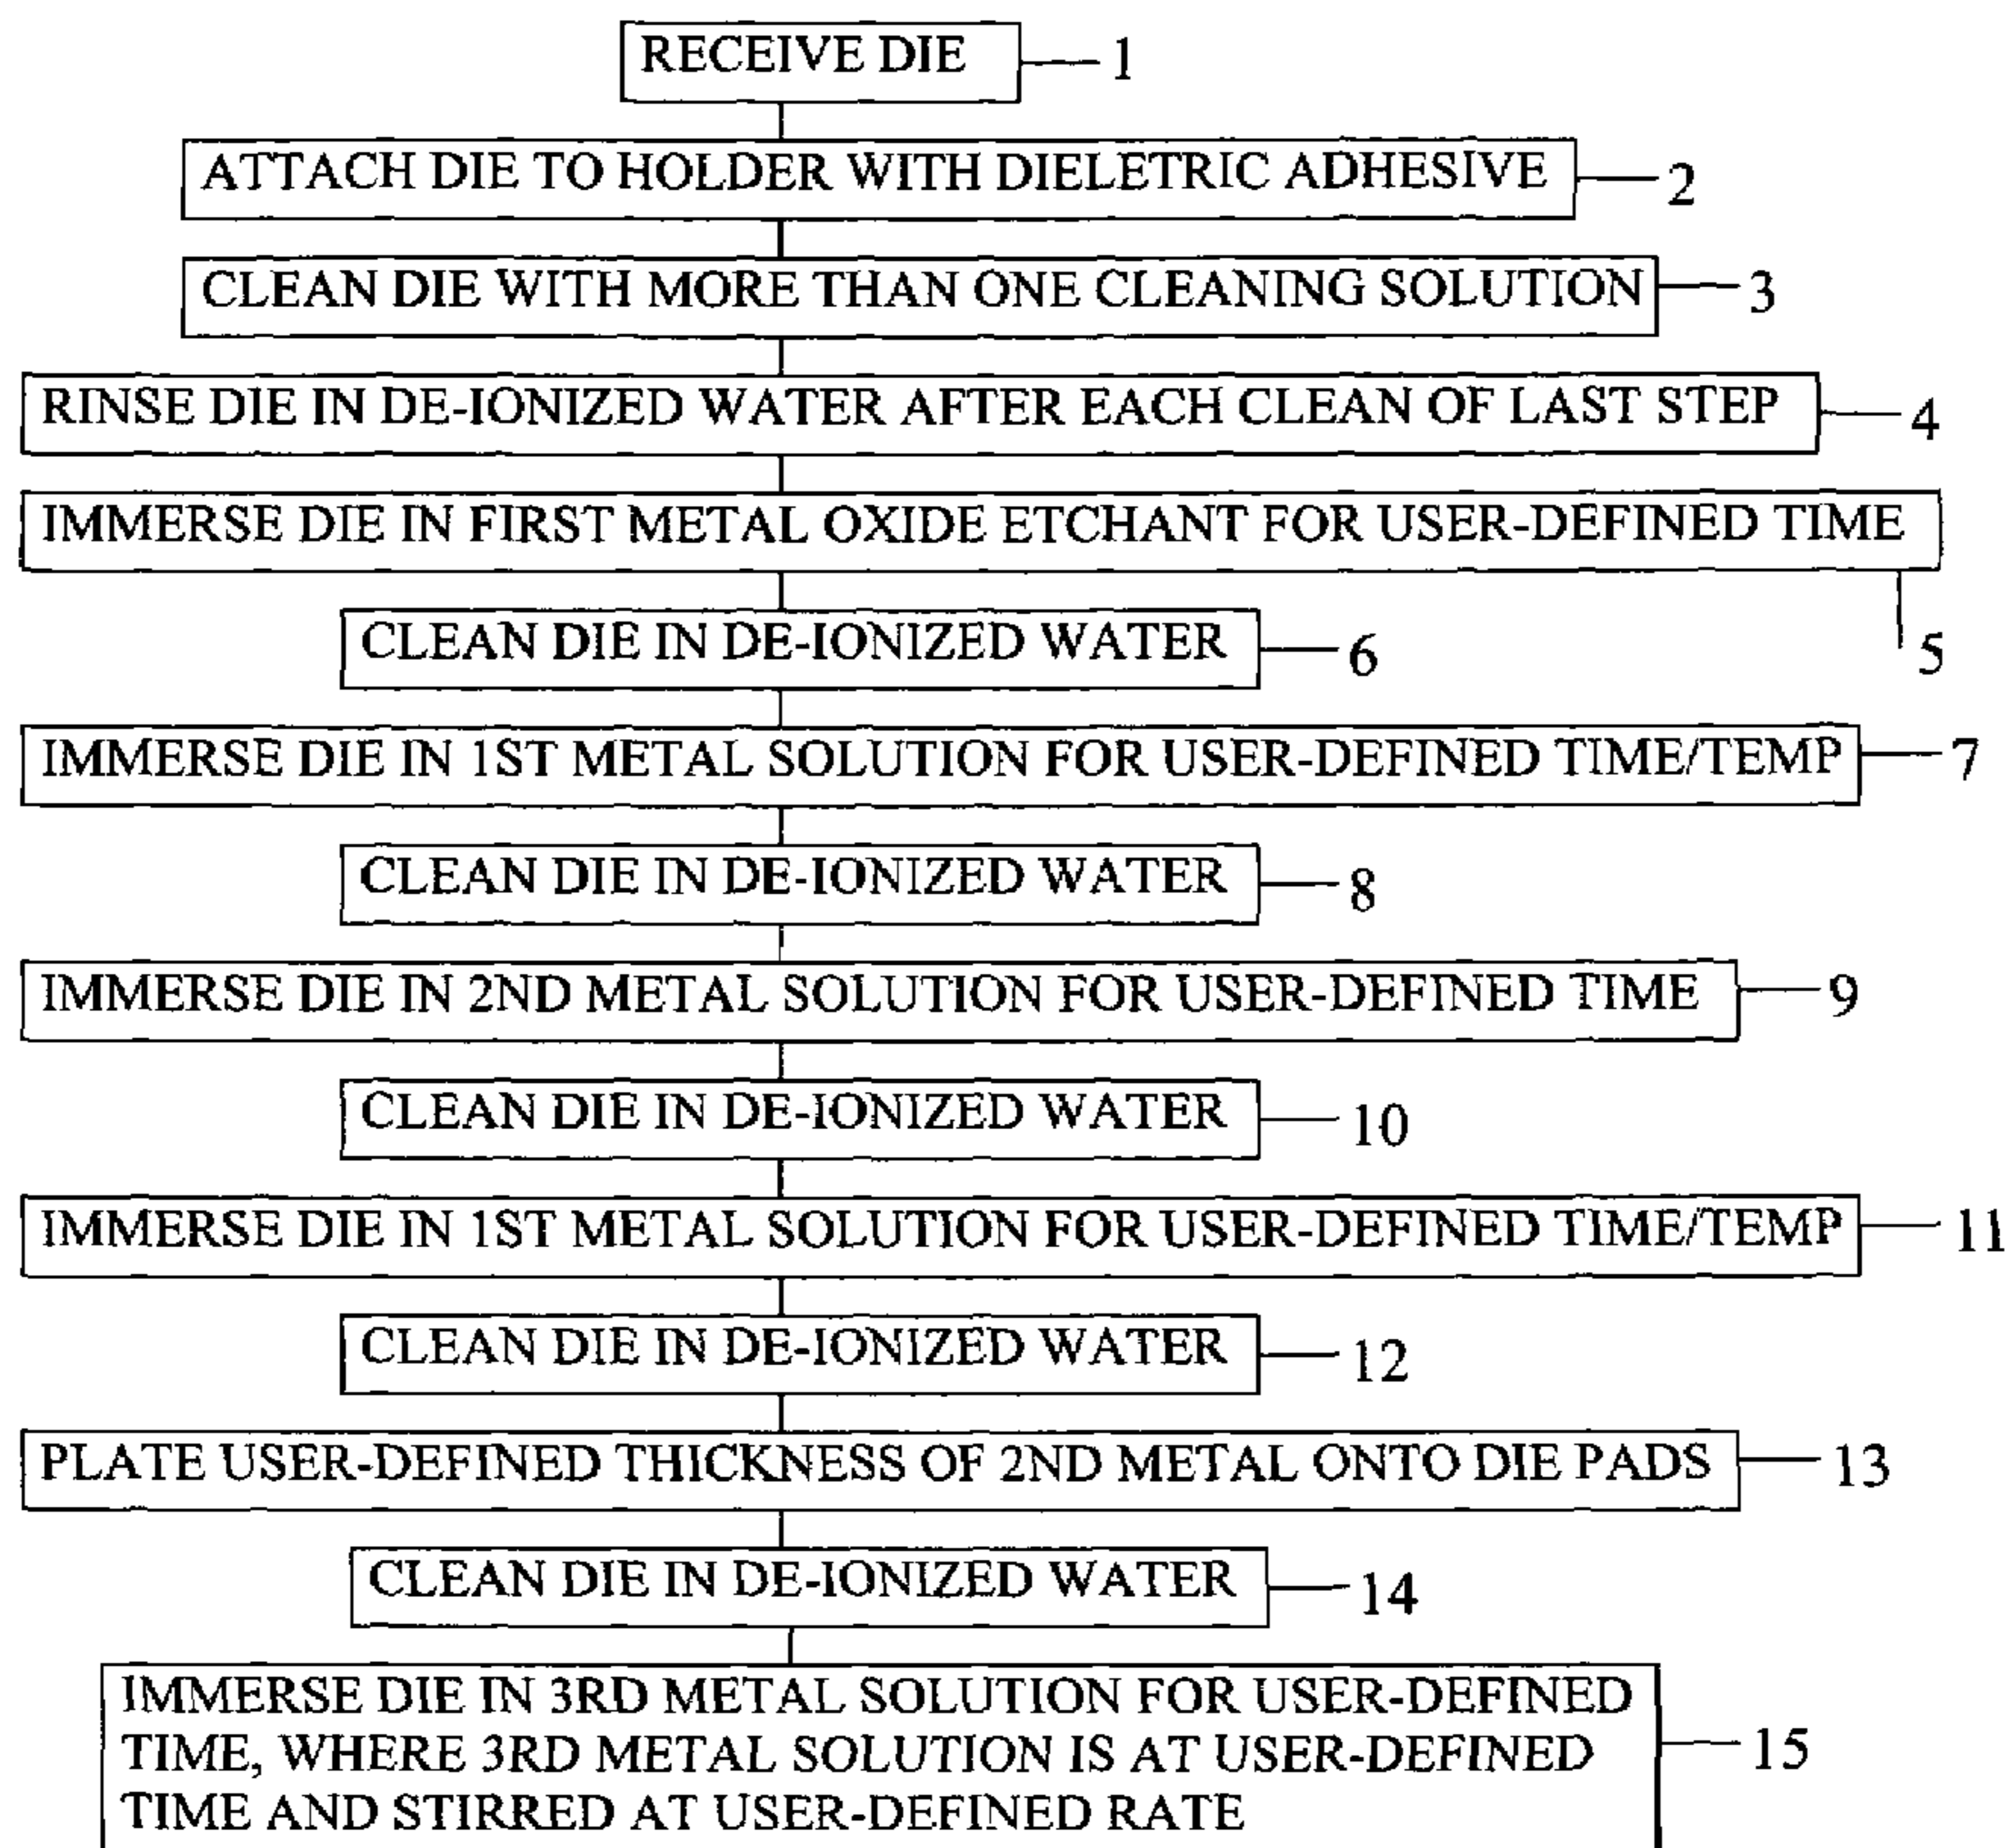 RECEIVE DIE
1
ATTACH DIE TO HOLDER WITH DIELETRIC ADHESIVE
2
CLEAN DIE WITH MORE THAN ONE CLEANING SOLUTION
3
RINSE DIE IN DE-IONIZED WATER AFTER EACH CLEAN OF LAST STEP
4
IMMERSE DIE IN FIRST METAL OXIDE ETCHANT FOR USER-DEFINED TIME
5
CLEAN DIE IN DE-IONIZED WATER
6
IMMERSE DIE IN 1ST METAL SOLUTION FOR USER-DEFINED TIME/TEMP
7
CLEAN DIE IN DE-IONIZED WATER
8
IMMERSE DIE IN 2ND METAL SOLUTION FOR USER-DEFINED TIME
9
CLEAN DIE IN DE-IONIZED WATER
10
IMMERSE DIE IN 1ST METAL SOLUTION FOR USER-DEFINED TIME/TEMP
11
CLEAN DIE IN DE-IONIZED WATER
12
PLATE USER-DEFINED THICKNESS OF 2ND METAL ONTO DIE PADS
13
CLEAN DIE IN DE-IONIZED WATER
14
IMMERSE DIE IN 3RD METAL SOLUTION FOR USER-DEFINED
TIME, WHERE 3RD METAL SOLUTION IS AT USER-DEFINED
TIME AND STIRRED AT USER-DEFINED RATE
15